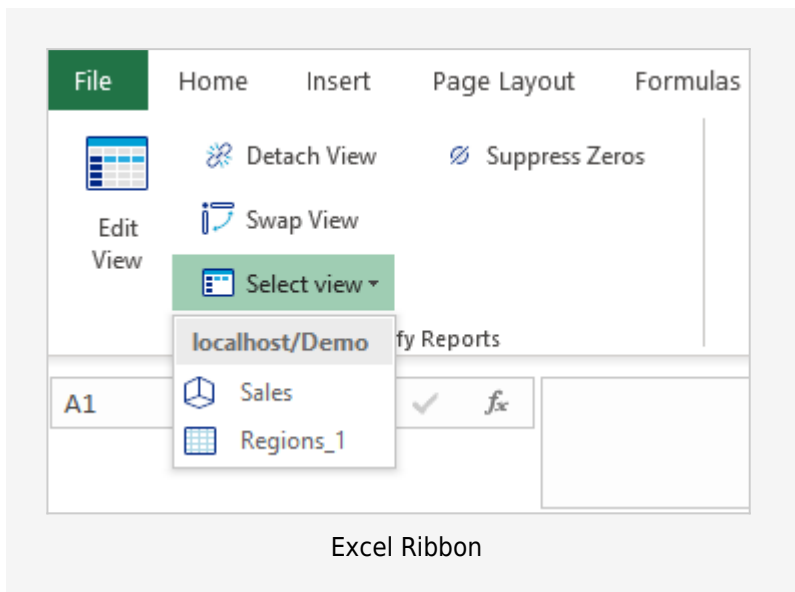 File Home Insert Page Layout Formulas
Detach View Suppress Zeros
Edit
View
Swap View
Select view
localhost/Demo
fy Reports
Sales
Regions_1
A1
fx
Excel Ribbon